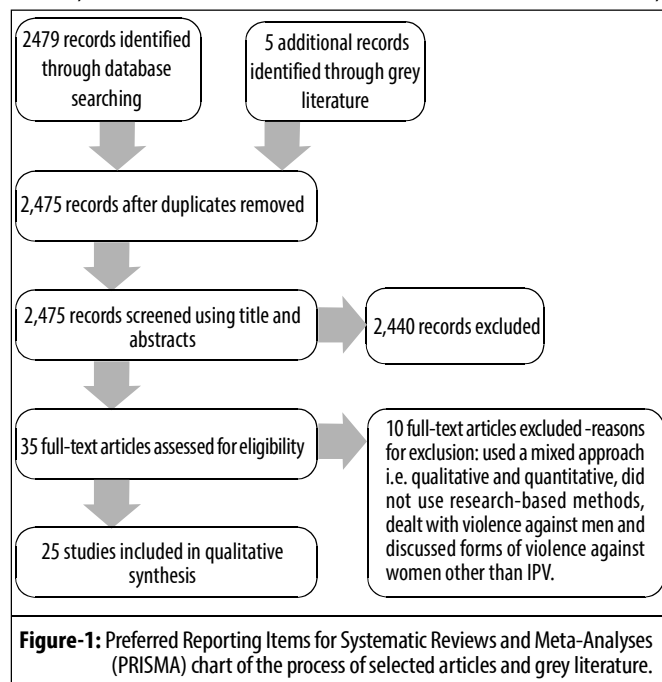 2479 records identified
through database
searching
5 additional records
identified through grey
literature
2,475 records after duplicates removed
2,475 records screened using title and
abstracts
2,440 records excluded
35 full-text articles assessed for eligibility
10 full-text articles excluded -reasons
for exclusion: used a mixed approach
i.e. qualitative and quantitative, did
not use research-based methods,
dealt with violence against men and
discussed forms of violence against
women other than IPV.
25 studies included in qualitative
synthesis
Figure-1: Preferred Reporting Items for Systematic Reviews and Meta-Analyses
(PRISMA) chart of the process of selected articles and grey literature.